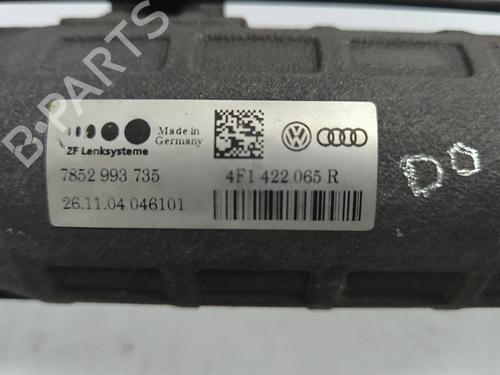 B-PARTS
Made in
Germany
ZF Lenksysteme
7852 993 735
4F1 422 065 R
26.11.04 046101
DO